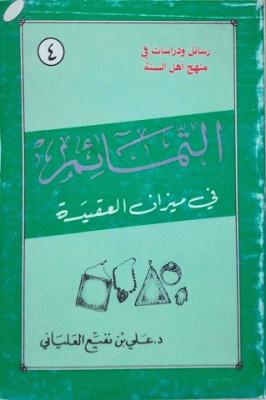 رسائل ودراسات في
منهج أهل السنة
٤
التمائم
في ميزان العقيدة
د. علي بن نفيع العلياني